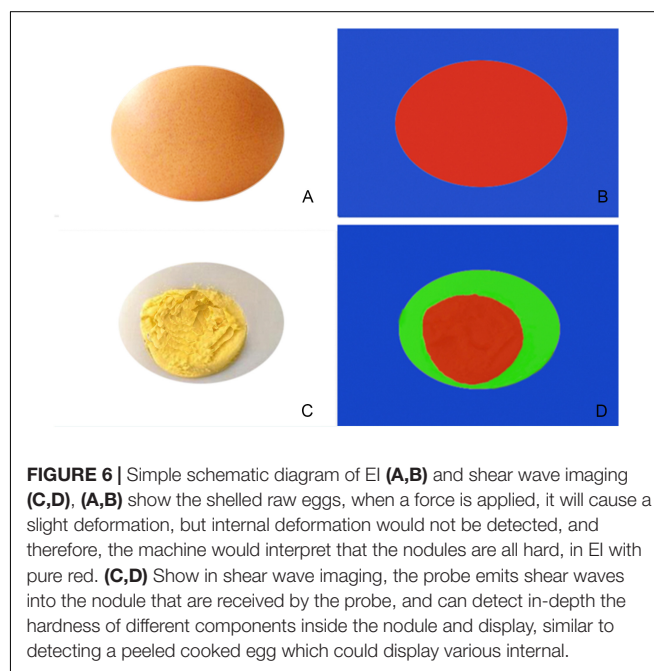 A
B
C
D
FIGURE 6 | Simple schematic diagram of EI (A,B) and shear wave imaging
(C,D), (A,B) show the shelled raw eggs, when a force is applied, it will cause a
slight deformation, but internal deformation would not be detected, and
therefore, the machine would interpret that the nodules are all hard, in EI with
pure red. (C,D) Show in shear wave imaging, the probe emits shear waves
into the nodule that are received by the probe, and can detect in-depth the
hardness of different components inside the nodule and display, similar to
detecting a peeled cooked egg which could display various internal.